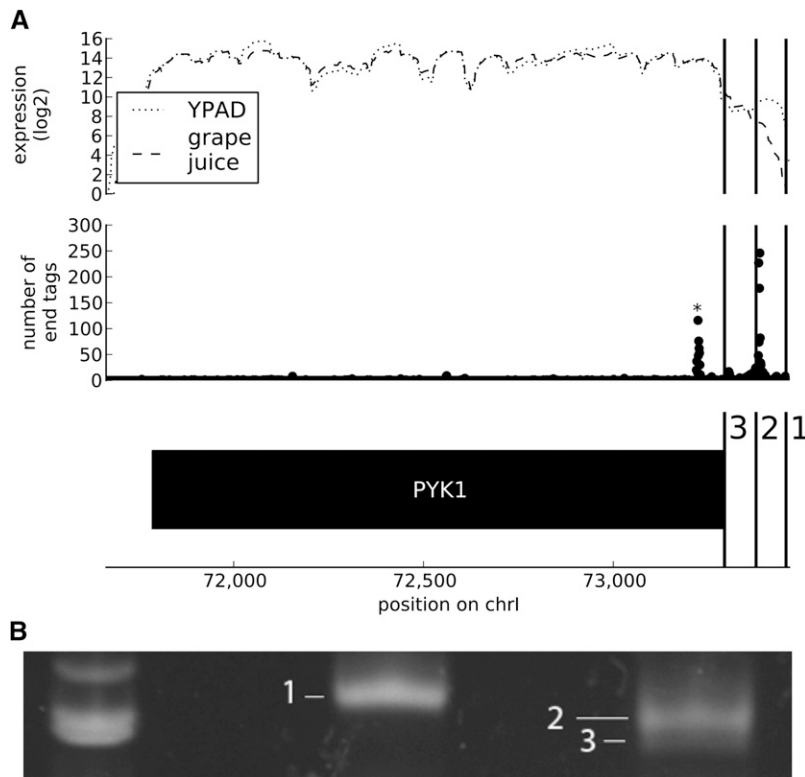 A
expression
(log2)
16
14
12
10
8
6
4
2
0
YPAD
grape
juice
number of
end tags
300
250
200
150
100
50
0
*
3 2 1
PYK1
72,000 72,500 73,000
position on chrI
B
1
2
3